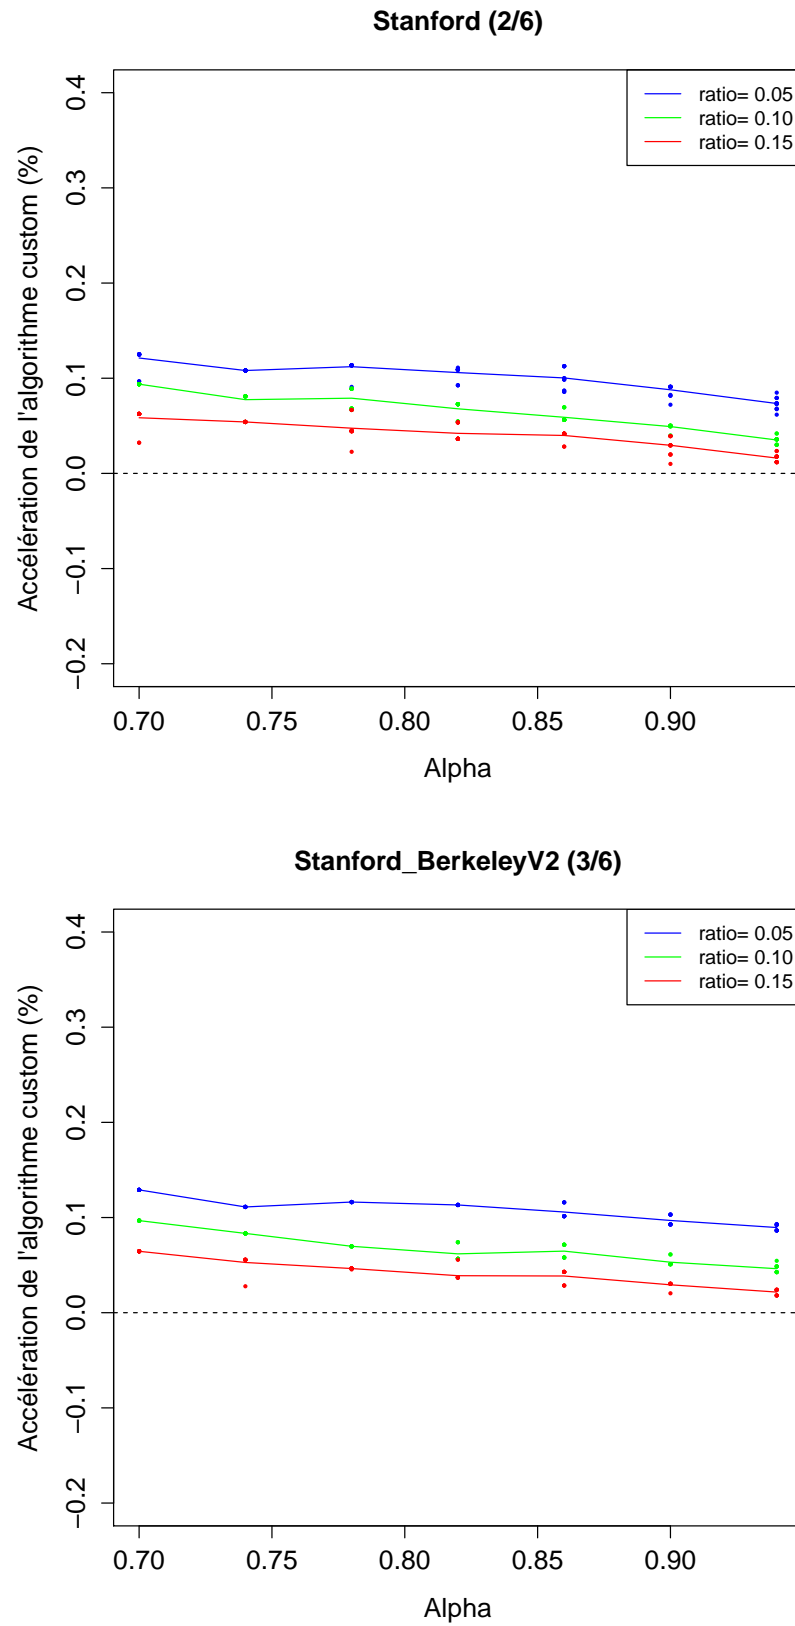 Stanford (2/6)
Accélération de l'algorithme custom (%)
0.4
0.3
0.2
0.1
0.0
−0.1
−0.2
ratio= 0.05
ratio= 0.10
ratio= 0.15
0.70 0.75 0.80 0.85 0.90
Alpha
Stanford_BerkeleyV2 (3/6)
Accélération de l'algorithme custom (%)
0.4
0.3
0.2
0.1
0.0
−0.1
−0.2
ratio= 0.05
ratio= 0.10
ratio= 0.15
0.70 0.75 0.80 0.85 0.90
Alpha